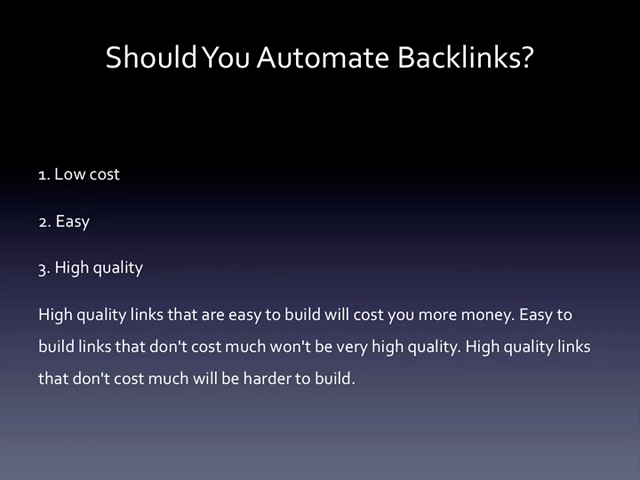 Should You Automate Backlinks?
1. Low cost
2. Easy
3. High quality
High quality links that are easy to build will cost you more money. Easy to
build links that don't cost much won't be very high quality. High quality links
that don't cost much will be harder to build.